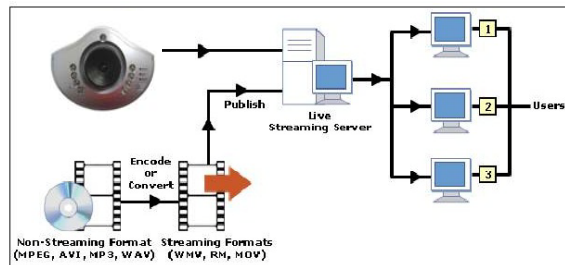 1
Publish
Live
Streaming Server
2
Users
Encode
or
Convert
3
Non-Streaming Format
(MPEG, AVI, MP3, WAV)
Streaming Formats
(WMV, RM, MOV)